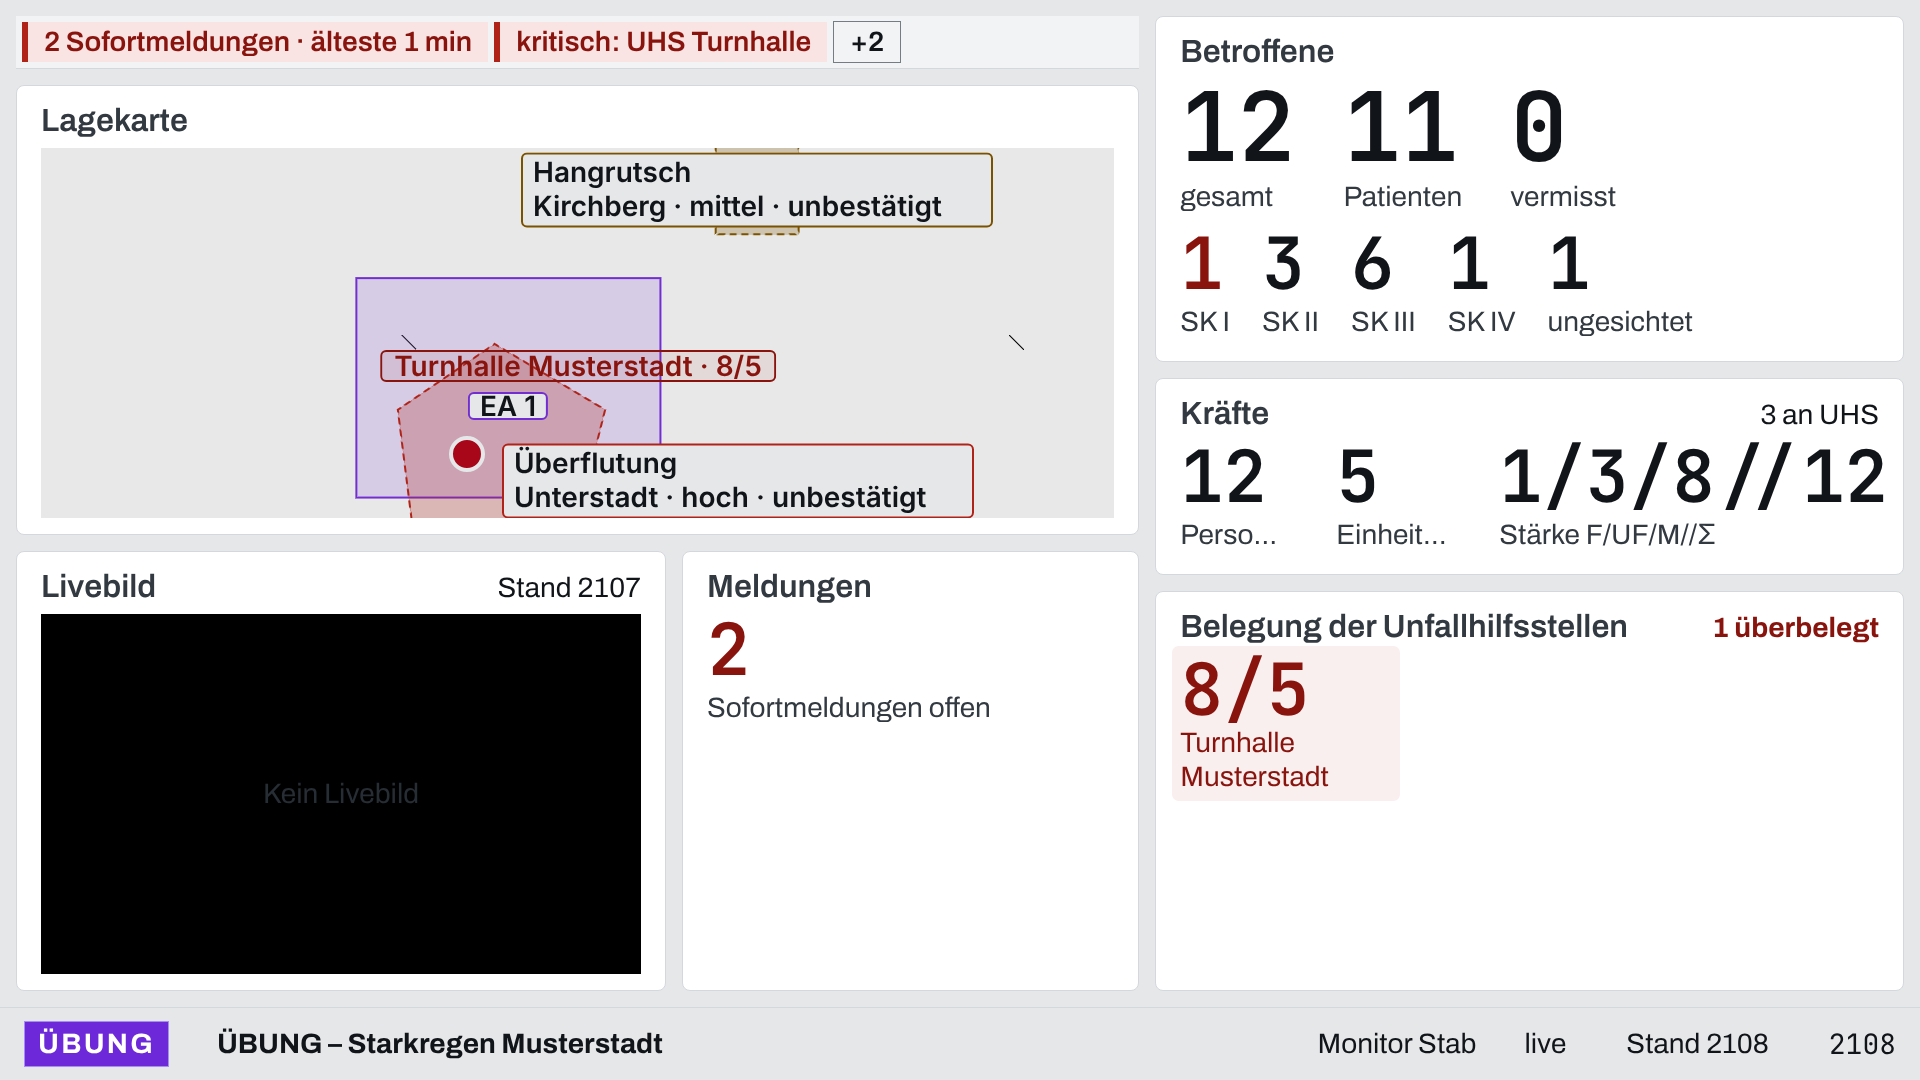 2 Sofortmeldungen · älteste 1 min
kritisch: UHS Turnhalle
+2
Lagekarte
Hangrutsch
Kirchberg · mittel · unbestätigt
Turnhalle Musterstadt · 8/5
EA 1
Überflutung
Unterstadt · hoch · unbestätigt
Livebild
Stand 2107
Kein Livebild
Meldungen
2
Sofortmeldungen offen
Betroffene
12 11 0
gesamt Patienten vermisst
1 3 6 1 1
SK I SK II SK III SK IV ungesichtet
Kräfte
3 an UHS
12 5 1/3/8//12
Perso… Einheit… Stärke F/UF/M//Σ
Belegung der Unfallhilfsstellen
1 überbelegt
8/5
Turnhalle
Musterstadt
ÜBUNG
ÜBUNG – Starkregen Musterstadt
Monitor Stab
live
Stand 2108
2108